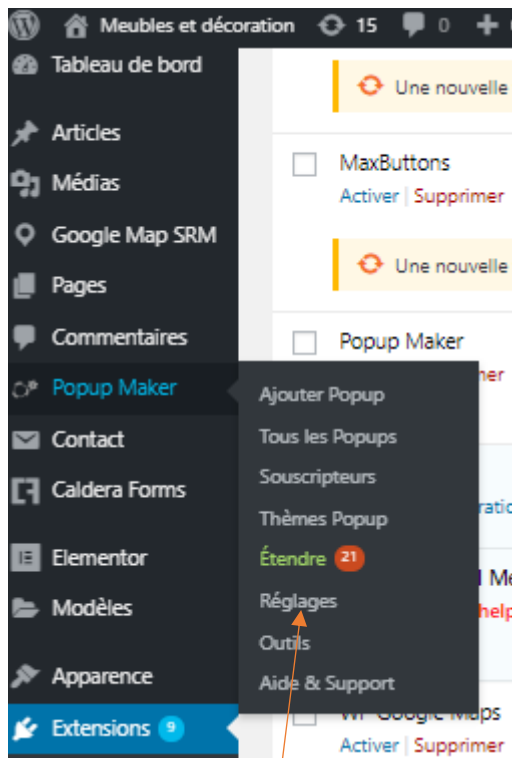 Meubles et décoration 15 0
Tableau de bord
Articles
Médias
Google Map SRM
Pages
Commentaires
Popup Maker
Contact
Caldera Forms
Elementor
Modèles
Apparence
Extensions 9
Ajouter Popup
Tous les Popups
Souscripteurs
Thèmes Popup
Étendre 21
Réglages
Outils
Aide & Support
Une nouvelle
MaxButtons
Activer | Supprimer
Une nouvelle
Popup Maker
Activer | Supprimer